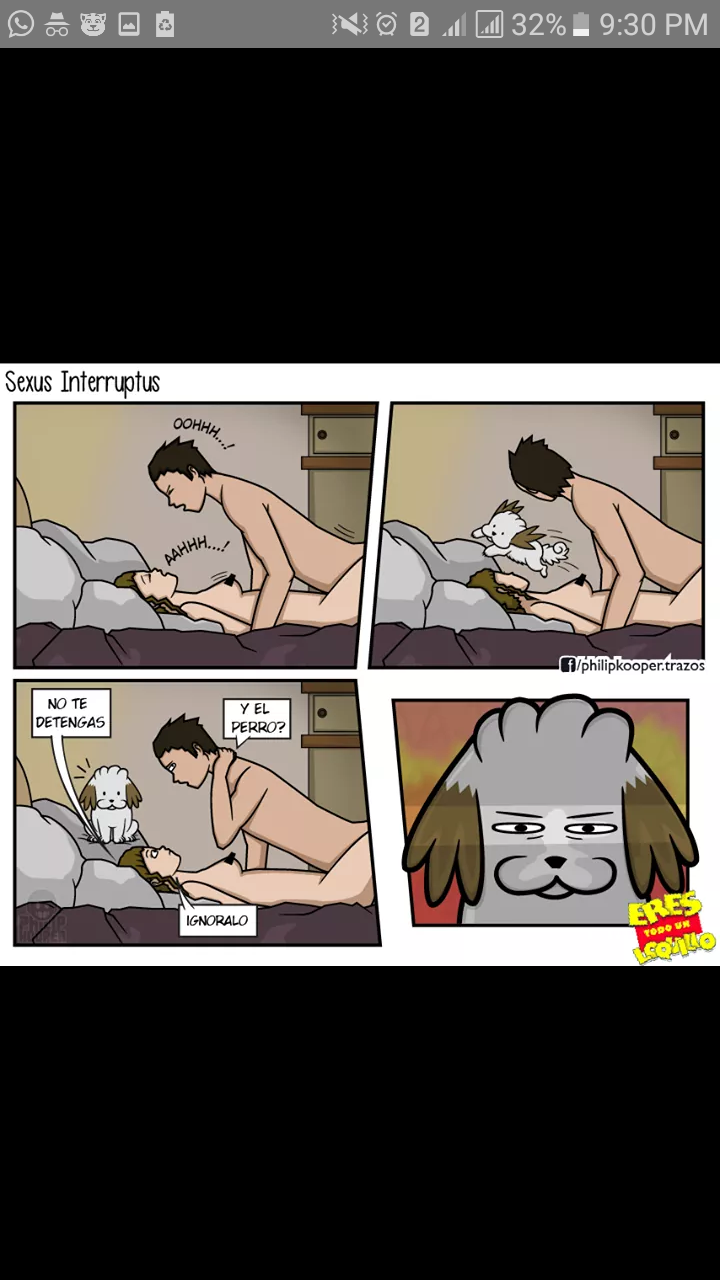 32% 9:30 PM
Sexus Interruptus
OOHHH...!
AAHHH....!
f/philipkooper.trazos
NO TE
DETENGAS
Y EL
PERRO?
IGNORALO
ERES
TODO UN
LOQUILLO